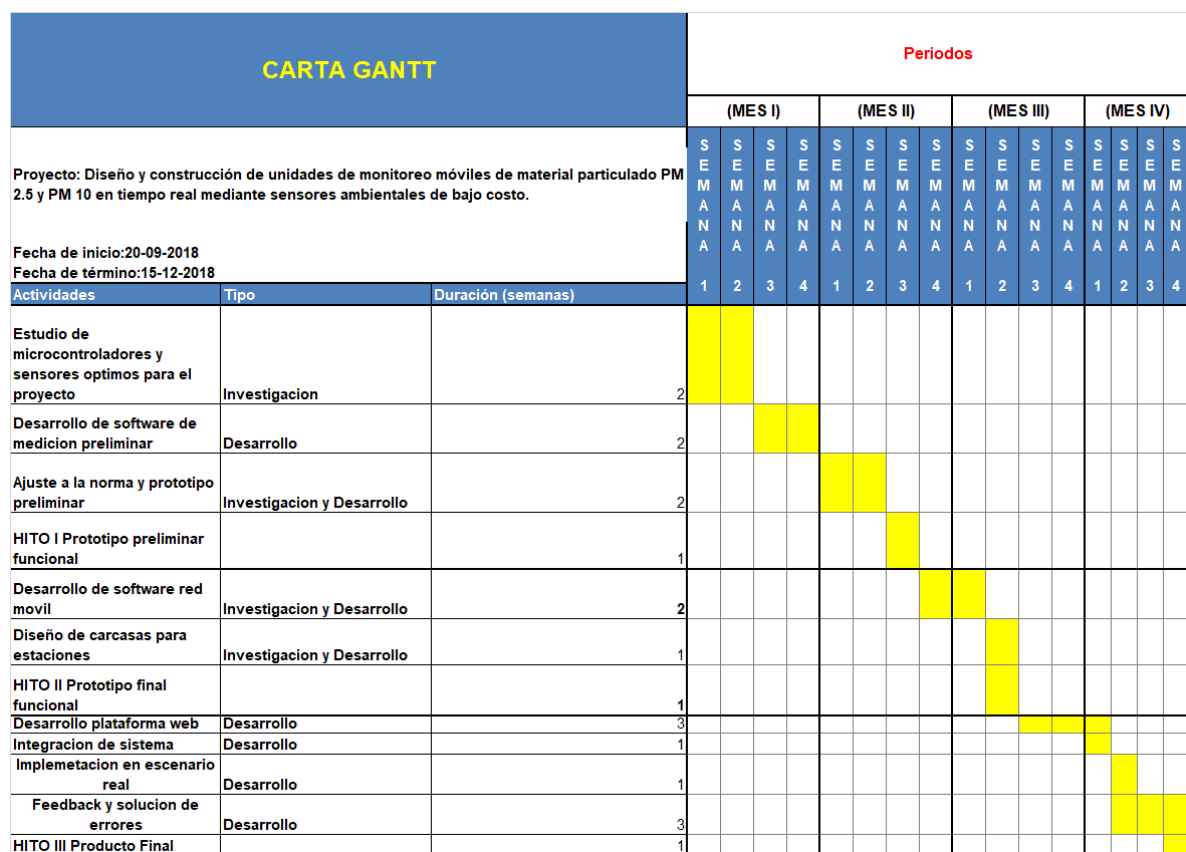 CARTA GANTT
Periodos
(MES I) (MES II) (MES III) (MES IV)
Proyecto: Diseño y construcción de unidades de monitoreo móviles de material particulado PM
2.5 y PM 10 en tiempo real mediante sensores ambientales de bajo costo.
Fecha de inicio:20-09-2018
Fecha de término:15-12-2018
SEMANA 1 SEMANA 2 SEMANA 3 SEMANA 4 SEMANA 1 SEMANA 2 SEMANA 3 SEMANA 4 SEMANA 1 SEMANA 2 SEMANA 3 SEMANA 4 SEMANA 1 SEMANA 2 SEMANA 3 SEMANA 4
Actividades Tipo Duración (semanas)
Estudio de
microcontroladores y
sensores optimos para el
proyecto Investigacion 2
Desarrollo de software de
medicion preliminar Desarrollo 2
Ajuste a la norma y prototipo
preliminar Investigacion y Desarrollo 2
HITO I Prototipo preliminar
funcional 1
Desarrollo de software red
movil Investigacion y Desarrollo 2
Diseño de carcasas para
estaciones Investigacion y Desarrollo 1
HITO II Prototipo final
funcional 1
Desarrollo plataforma web Desarrollo 3
Integracion de sistema Desarrollo 1
Implemetacion en escenario
real Desarrollo 1
Feedback y solucion de
errores Desarrollo 3
HITO III Producto Final 1